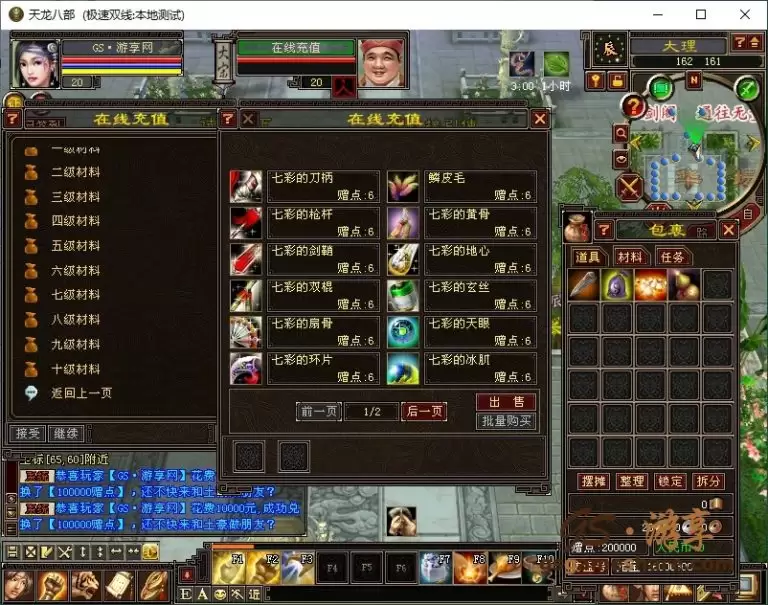 天龙八部 (极速双线:本地测试)
GS·游享网
20
大宋
在线充值
20
3:00 1小时
辰
大理
162 161
N
剑阁
通往无
在线充值
二级材料
三级材料
四级材料
五级材料
六级材料
七级材料
八级材料
九级材料
十级材料
返回上一页
接受 继续
在线充值
七彩的刀柄
赠点:6
鳞皮毛
赠点:6
七彩的枪杆
赠点:6
七彩的黄骨
赠点:6
七彩的剑鞘
赠点:6
七彩的地心
赠点:6
七彩的双棍
赠点:6
七彩的玄丝
赠点:6
七彩的扇骨
赠点:6
七彩的天眼
赠点:6
七彩的环片
赠点:6
七彩的冰肌
赠点:6
前一页 1/2 后一页
出售
批量购买
包裹
道具 材料 任务
摆摊 整理 锁定 拆分
0
赠点:200000
坐标[65,60]附近
恭喜玩家【GS·游享网】花费
换了【100000赠点】,还不快来和土
朋友?
恭喜玩家【GS·游享网】花费10000元,成功兑
换了【100000赠点】,还不快来和土豪做朋友?
F1 F2 F3 F4 F5 F6 F7 F8 F9 F10
E A 近